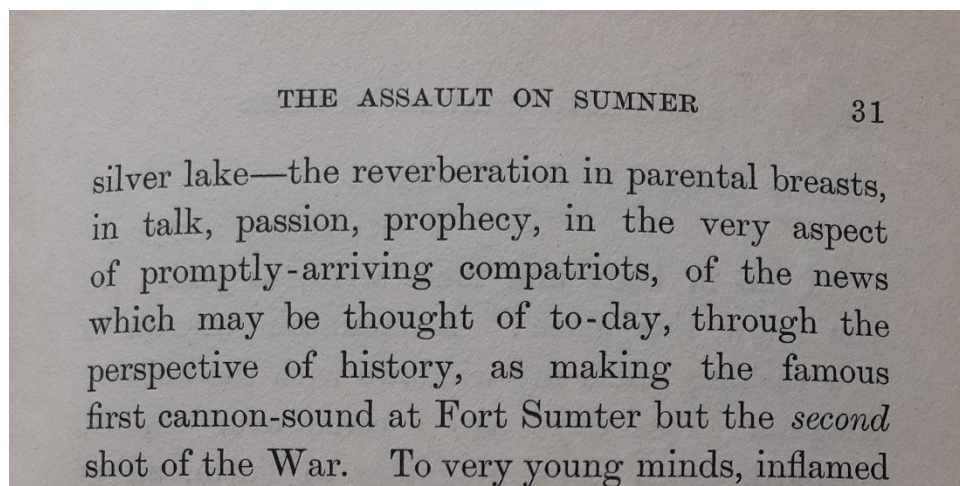 THE ASSAULT ON SUMNER 31
silver lake—the reverberation in parental breasts,
in talk, passion, prophecy, in the very aspect
of promptly-arriving compatriots, of the news
which may be thought of to-day, through the
perspective of history, as making the famous
first cannon-sound at Fort Sumter but the second
shot of the War. To very young minds, inflamed